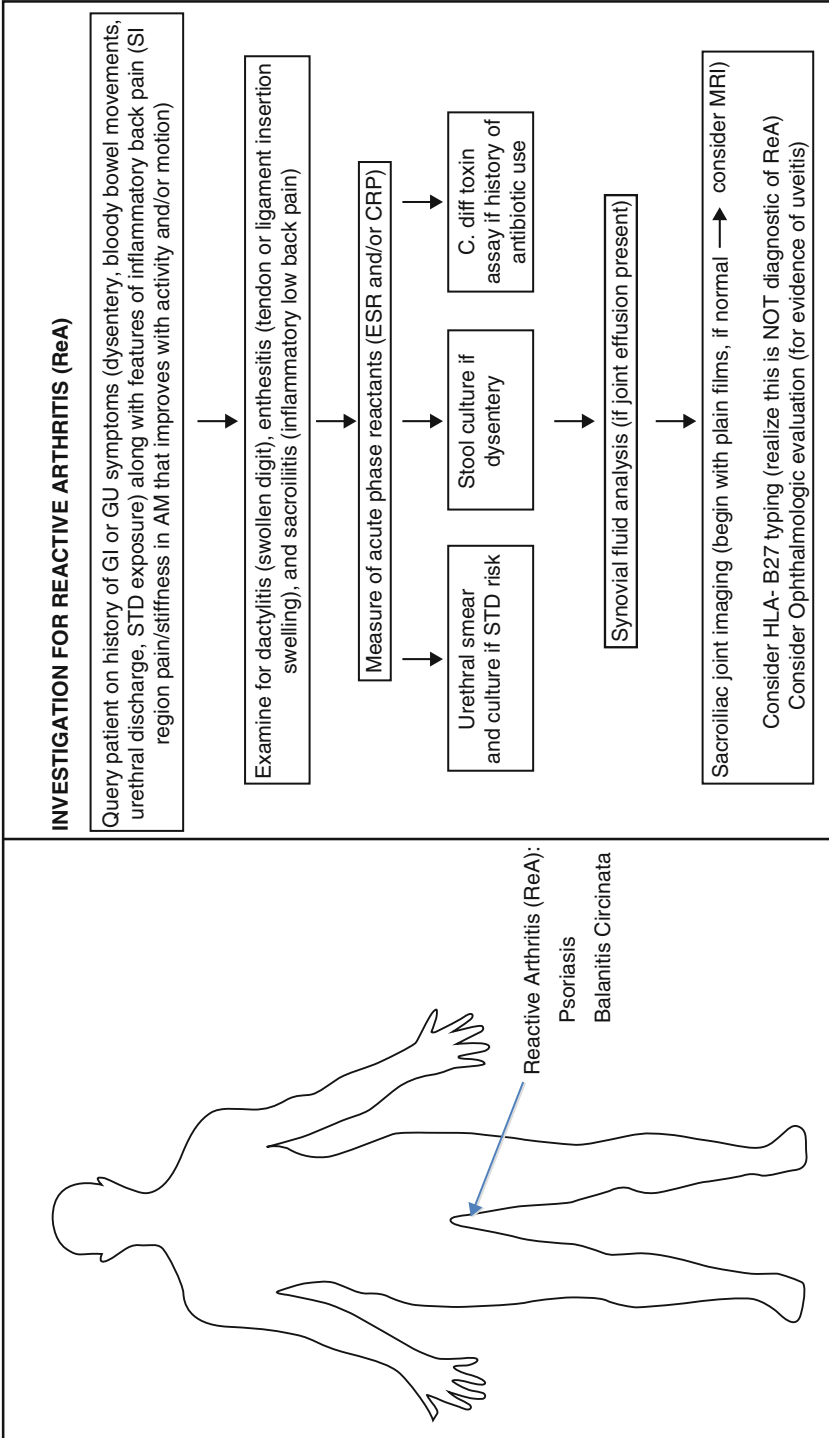 INVESTIGATION FOR REACTIVE ARTHRITIS (ReA)
Query patient on history of GI or GU symptoms (dysentery, bloody bowel movements,
urethral discharge, STD exposure) along with features of inflammatory back pain (SI
region pain/stiffness in AM that improves with activity and/or motion)
Examine for dactylitis (swollen digit), enthesitis (tendon or ligament insertion
swelling), and sacroiliitis (inflammatory low back pain)
Measure of acute phase reactants (ESR and/or CRP)
Urethral smear
and culture if STD risk
Stool culture if
dysentery
C. diff toxin
assay if history of
antibiotic use
Synovial fluid analysis (if joint effusion present)
Sacroiliac joint imaging (begin with plain films, if normal → consider MRI)
Consider HLA- B27 typing (realize this is NOT diagnostic of ReA)
Consider Ophthalmologic evaluation (for evidence of uveitis)
Reactive Arthritis (ReA):
Psoriasis
Balanitis Circinata